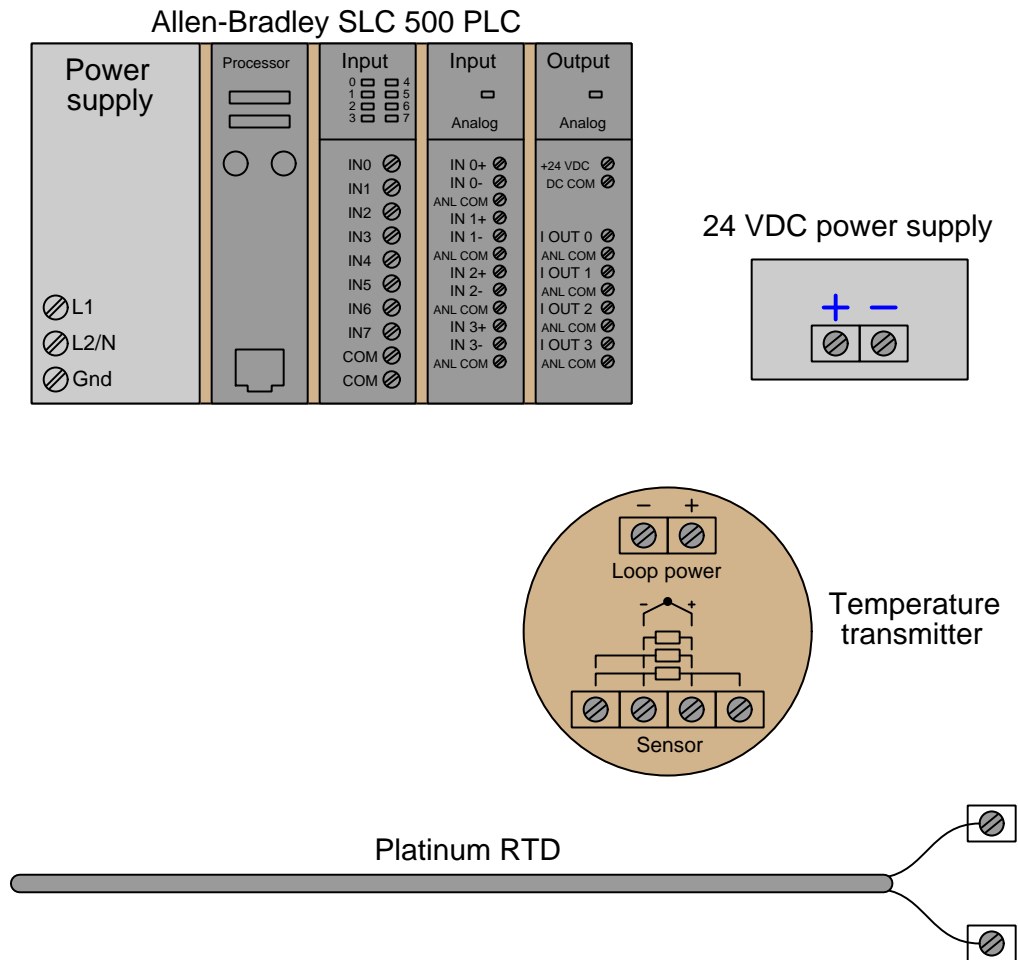 Allen-Bradley SLC 500 PLC
Power
supply
L1
L2/N
Gnd
Processor
Input
0 4
1 5
2 6
3 7
IN0
IN1
IN2
IN3
IN4
IN5
IN6
IN7
COM
COM
Input
Analog
IN 0+
IN 0-
ANL COM
IN 1+
IN 1-
ANL COM
IN 2+
IN 2-
ANL COM
IN 3+
IN 3-
ANL COM
Output
Analog
+24 VDC
DC COM
I OUT 0
ANL COM
I OUT 1
ANL COM
I OUT 2
ANL COM
I OUT 3
ANL COM
24 VDC power supply
+ −
− +
Loop power
- +
Sensor
Temperature
transmitter
Platinum RTD